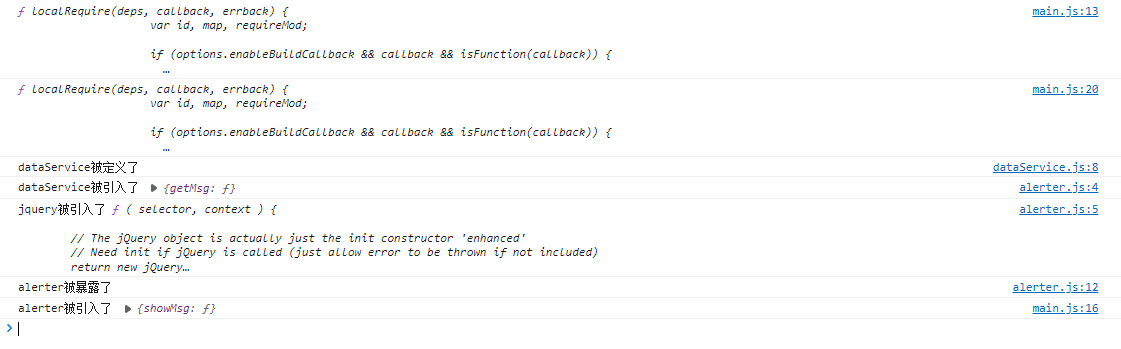 ƒ localRequire(deps, callback, errback) { main.js:13
var id, map, requireMod;
if (options.enableBuildCallback && callback && isFunction(callback)) {
…
ƒ localRequire(deps, callback, errback) { main.js:20
var id, map, requireMod;
if (options.enableBuildCallback && callback && isFunction(callback)) {
…
dataService被定义了 dataService.js:8
dataService被引入了 ▶ {getMsg: ƒ} alerter.js:4
jquery被引入了 ƒ ( selector, context ) { alerter.js:5
// The jQuery object is actually just the init constructor 'enhanced'
// Need init if jQuery is called (just allow error to be thrown if not included)
return new jQuery…
alerter被暴露了 alerter.js:12
alerter被引入了 ▶ {showMsg: ƒ} main.js:16